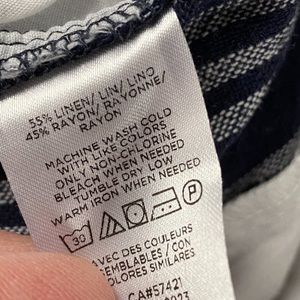 55% LINEN/ LIN/ LINO
45% RAYON/ RAYONNE/
RAYON
MACHINE WASH COLD
WITH LIKE COLORS
ONLY NON-CHLORINE
BLEACH WHEN NEEDED
TUMBLE DRY LOW
WARM IRON WHEN NEEDED
30 P
AVEC DES COULEURS
SEMBLABLES / CON
COLORES SIMILARES
CA#57421